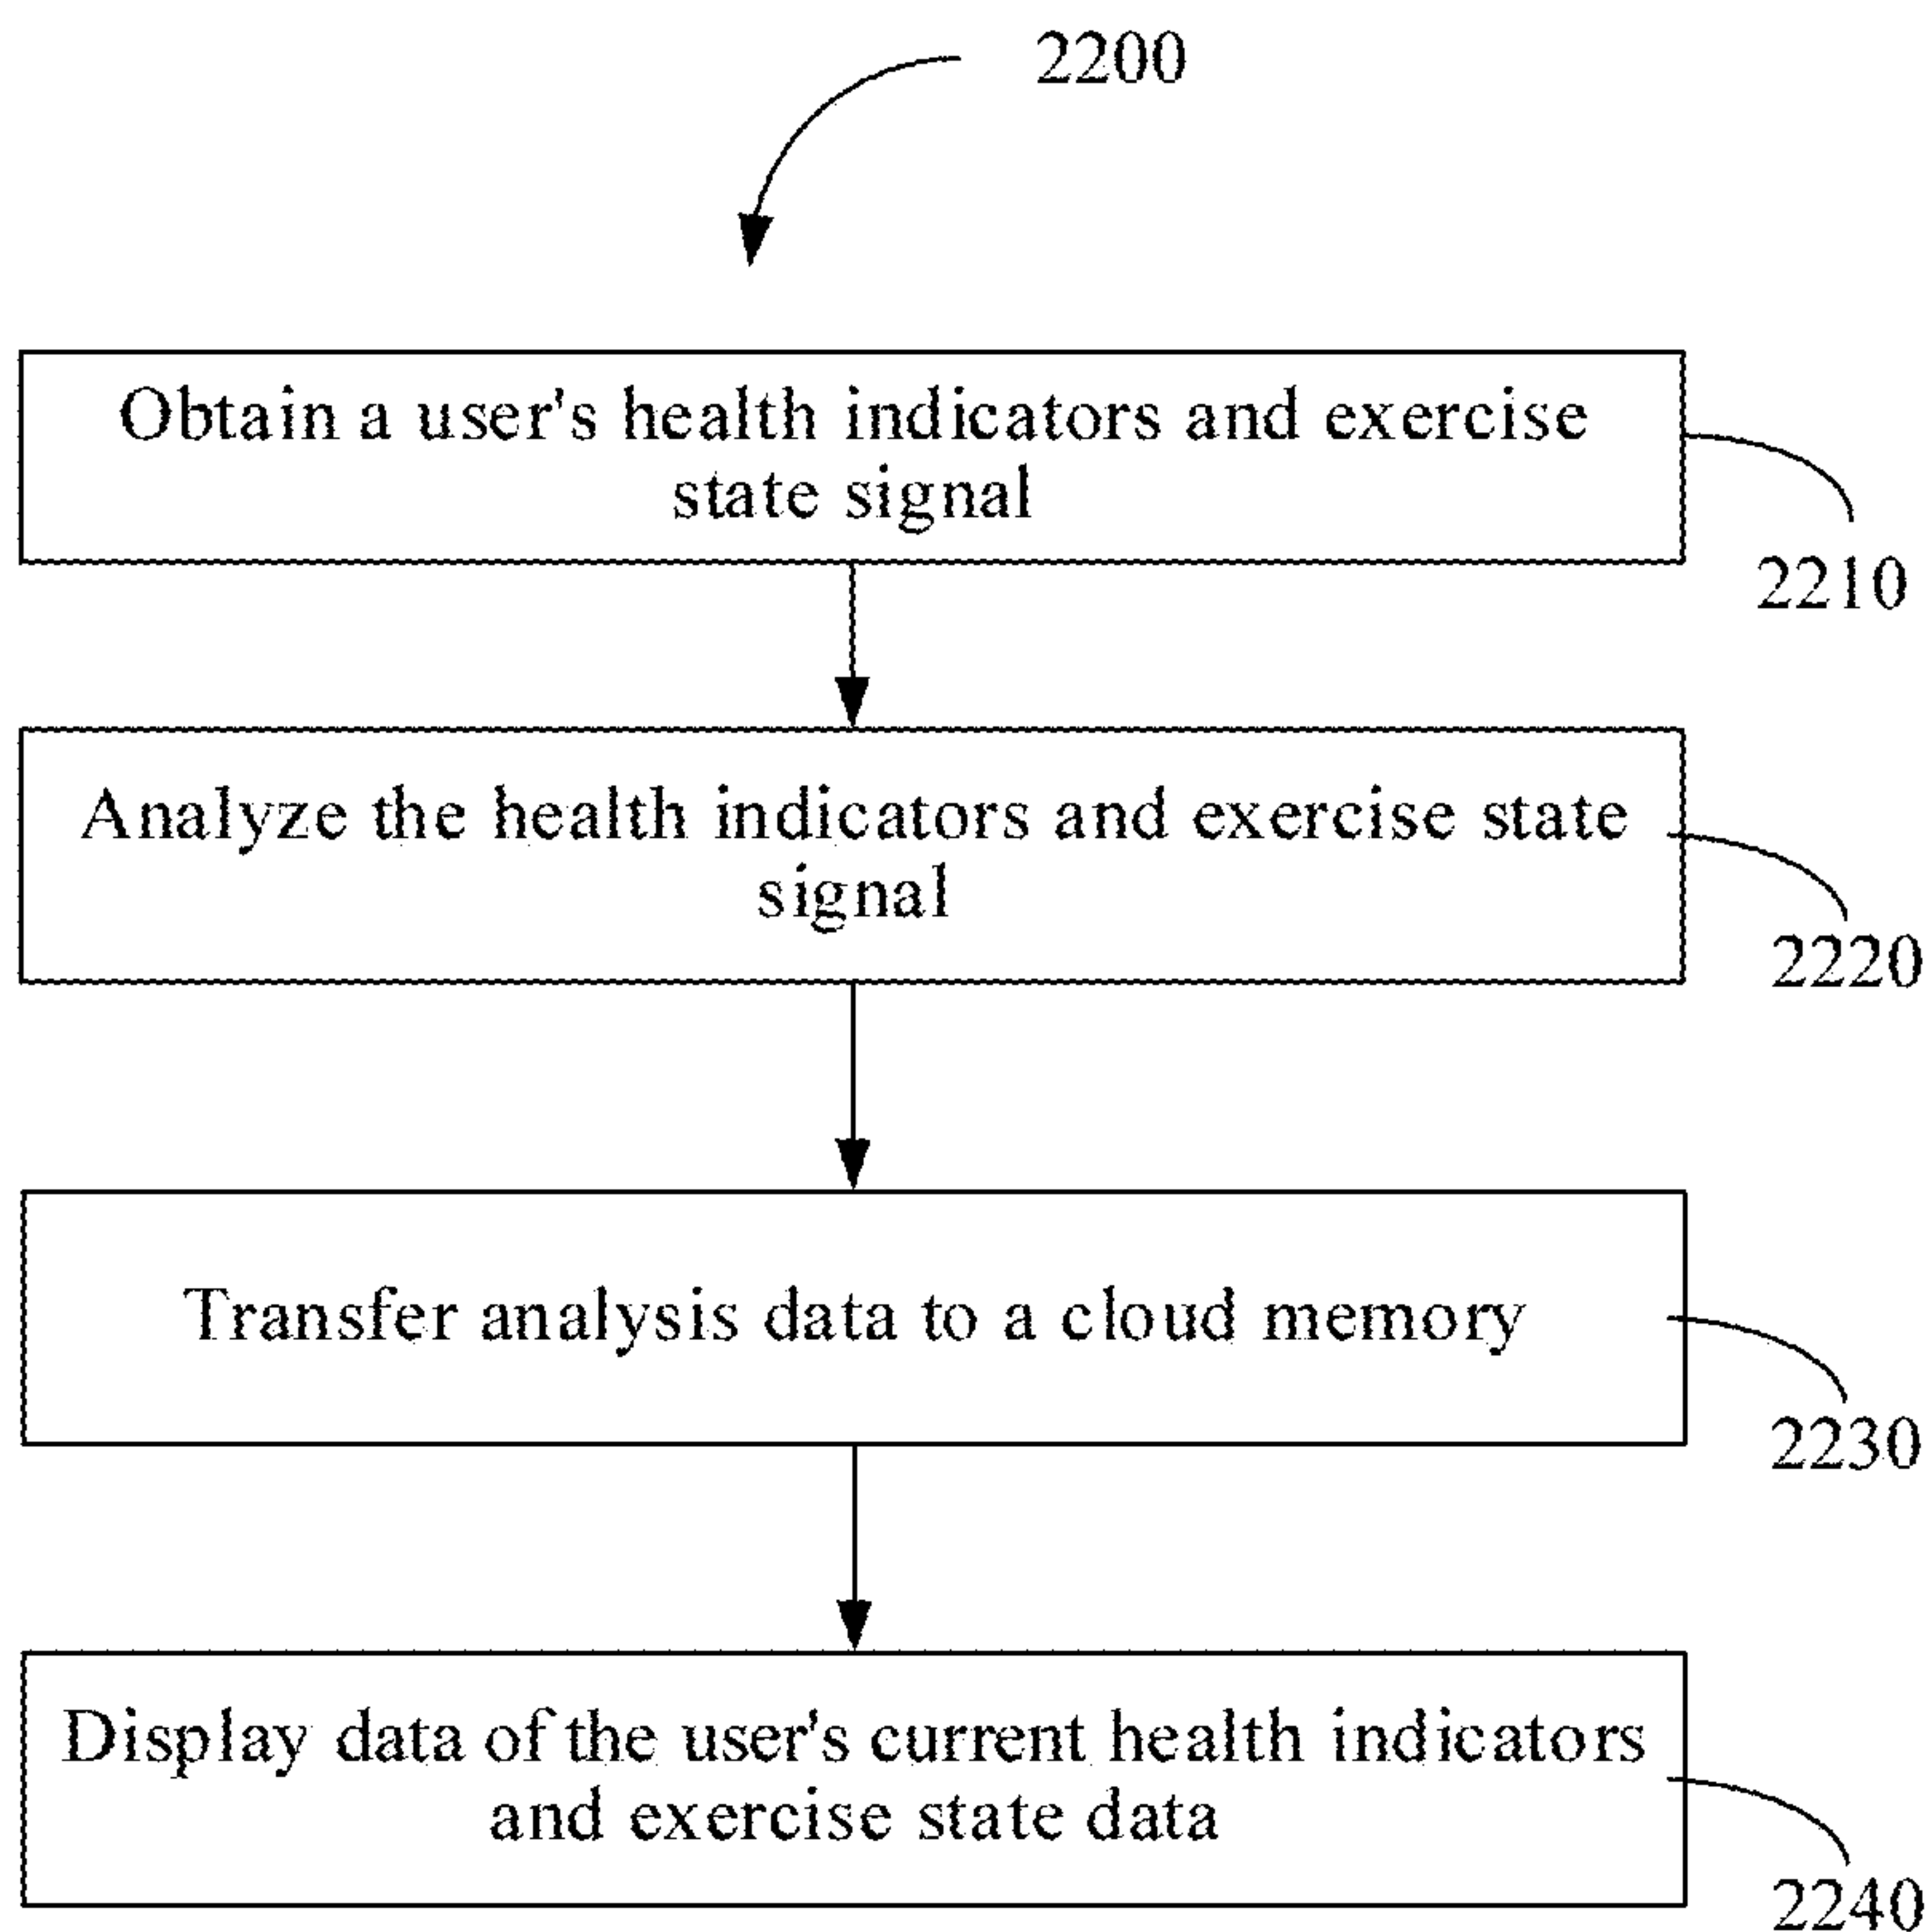 2200
Obtain a user's health indicators and exercise
state signal
2210
Analyze the health indicators and exercise state
signal
2220
Transfer analysis data to a cloud memory
2230
Display data of the user's current health indicators
and exercise state data
2240